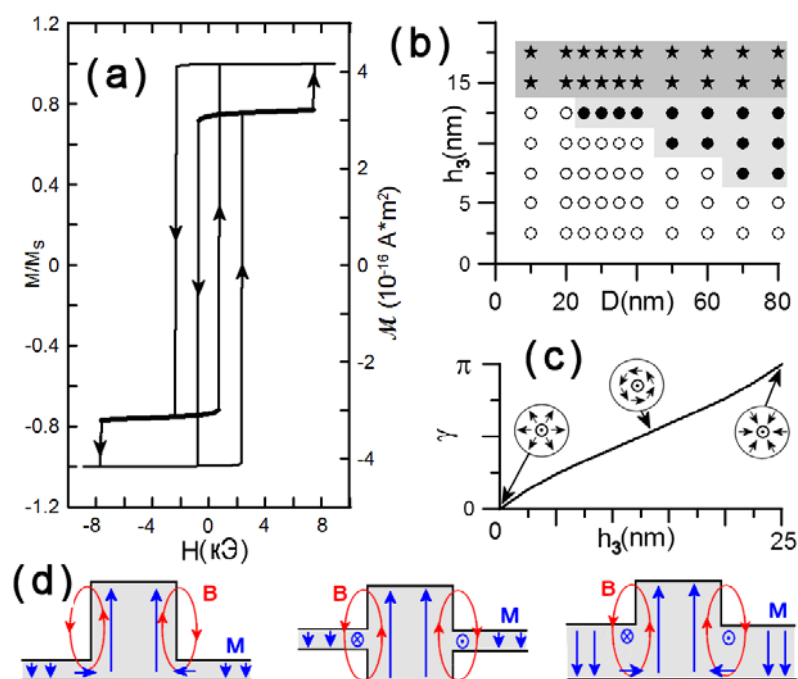 (a)
1.2
0.8
0.4
0
-0.4
-0.8
-1.2
M/Ms
4
2
0
-2
-4
ℳ (10⁻¹⁶ A*m²)
-8 -4 0 4 8
H(кЭ)
(b)
15
5
0
h₃(nm)
0 20 D(nm) 60 80
(c)
π
γ
0
0 h₃(nm) 25
(d)
B M
B M
B M